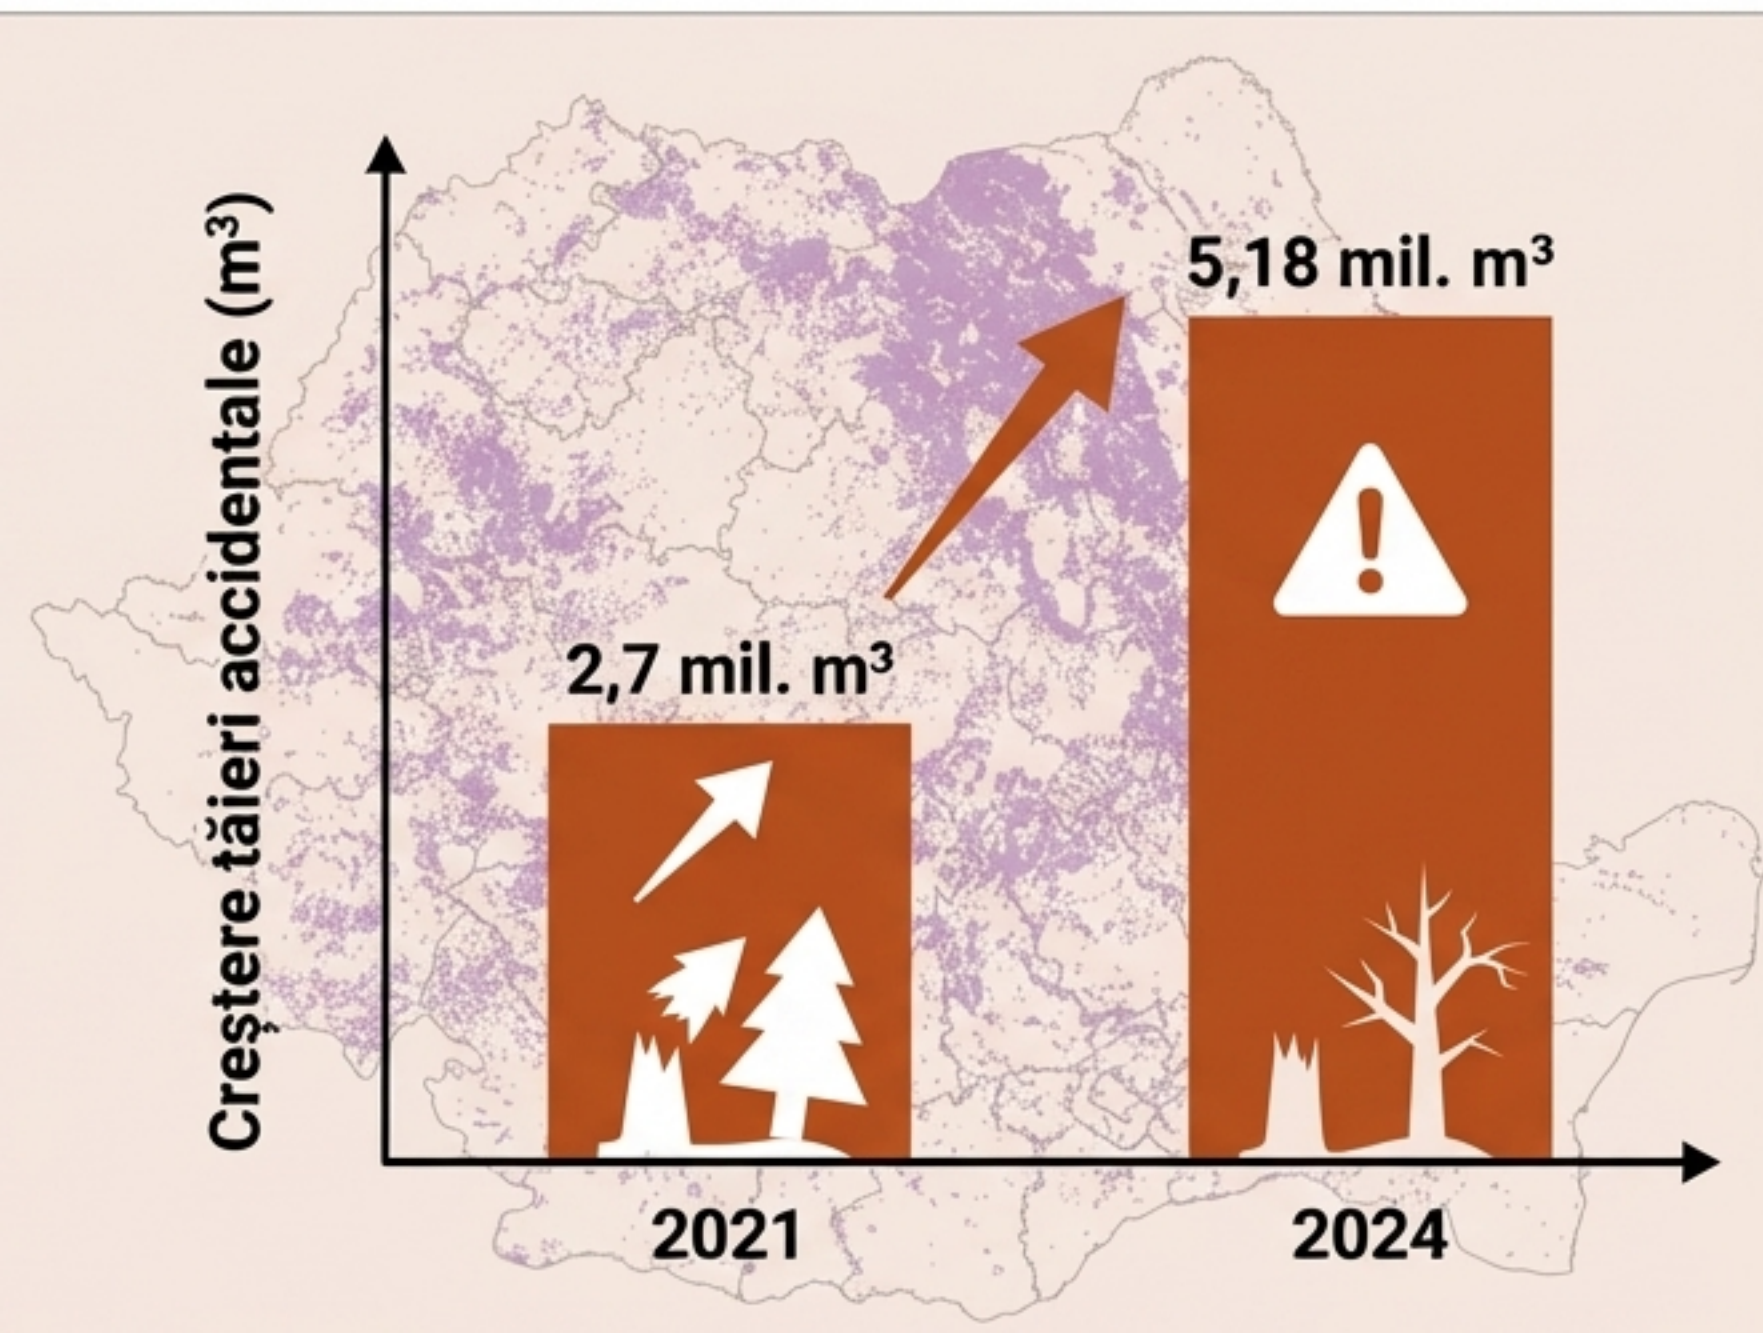 Creștere tăieri accidentale (m³)
5,18 mil. m³
2,7 mil. m³
2021
2024